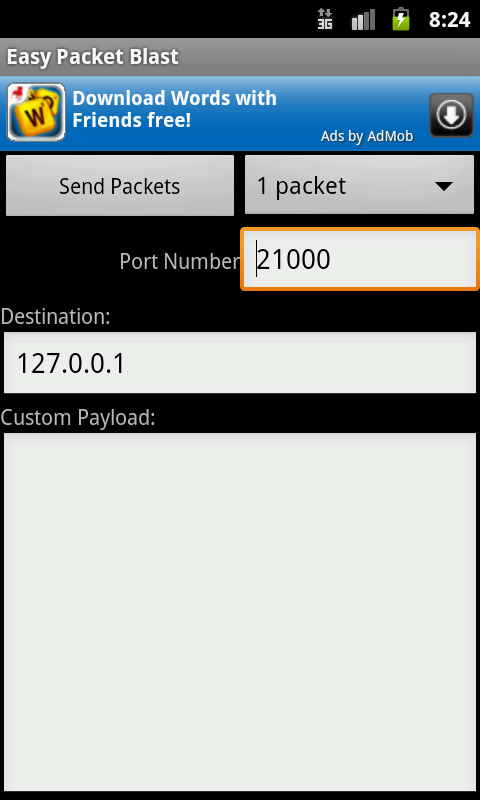 3G
8:24
Easy Packet Blast
W
Download Words with
Friends free!
Ads by AdMob
Send Packets
1 packet
Port Number
21000
Destination:
127.0.0.1
Custom Payload: